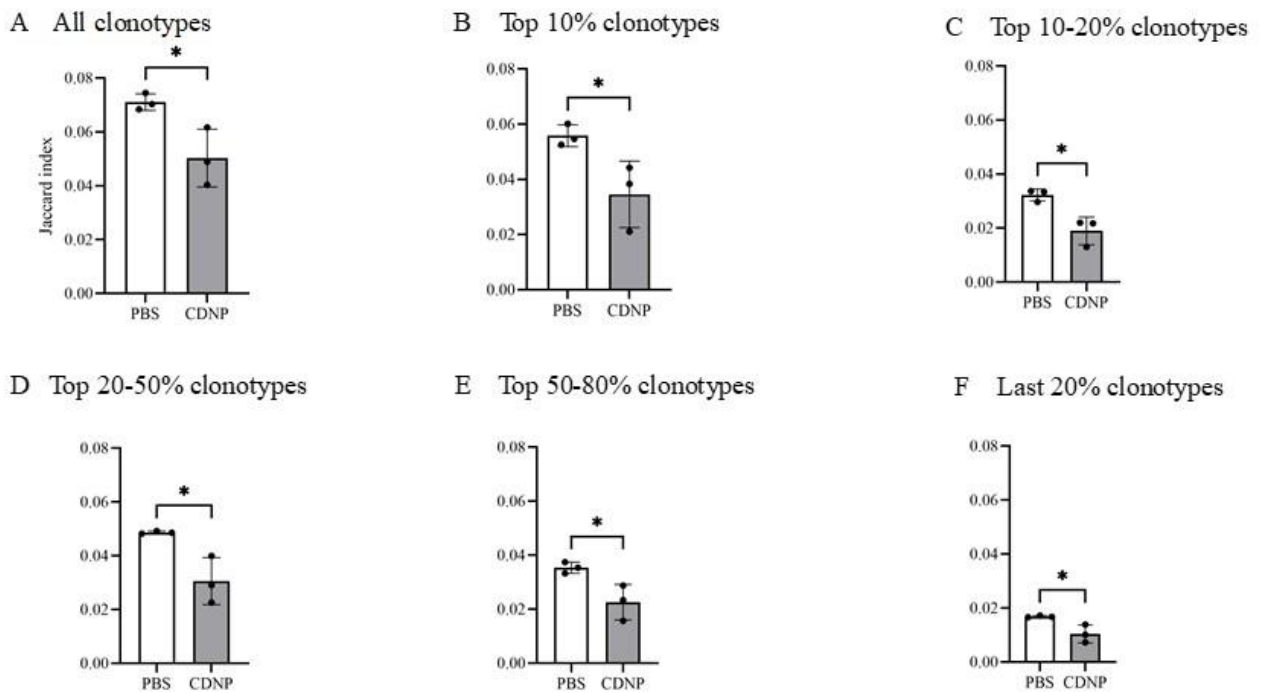 A All clonotypes
*
0.08
0.06
0.04
0.02
0.00
Jaccard index
PBS CDNP
B Top 10% clonotypes
*
0.08
0.06
0.04
0.02
0.00
PBS CDNP
C Top 10-20% clonotypes
*
0.08
0.06
0.04
0.02
0.00
PBS CDNP
D Top 20-50% clonotypes
*
0.08
0.06
0.04
0.02
0.00
PBS CDNP
E Top 50-80% clonotypes
*
0.08
0.06
0.04
0.02
0.00
PBS CDNP
F Last 20% clonotypes
*
0.08
0.06
0.04
0.02
0.00
PBS CDNP